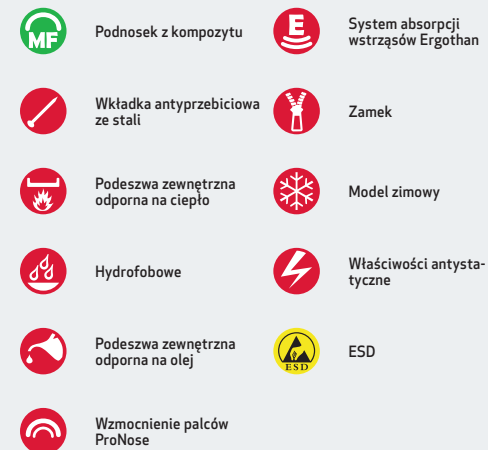 MF
Podnosek z kompozytu
Wkładka antyprzebiciowa
ze stali
Podeszwa zewnętrzna
odporna na ciepło
Hydrofobowe
Podeszwa zewnętrzna
odporna na olej
Wzmocnienie palców
ProNose
E
System absorpcji
wstrząsów Ergothan
Zamek
Model zimowy
Właściwości antysta-
tyczne
ESD
ESD